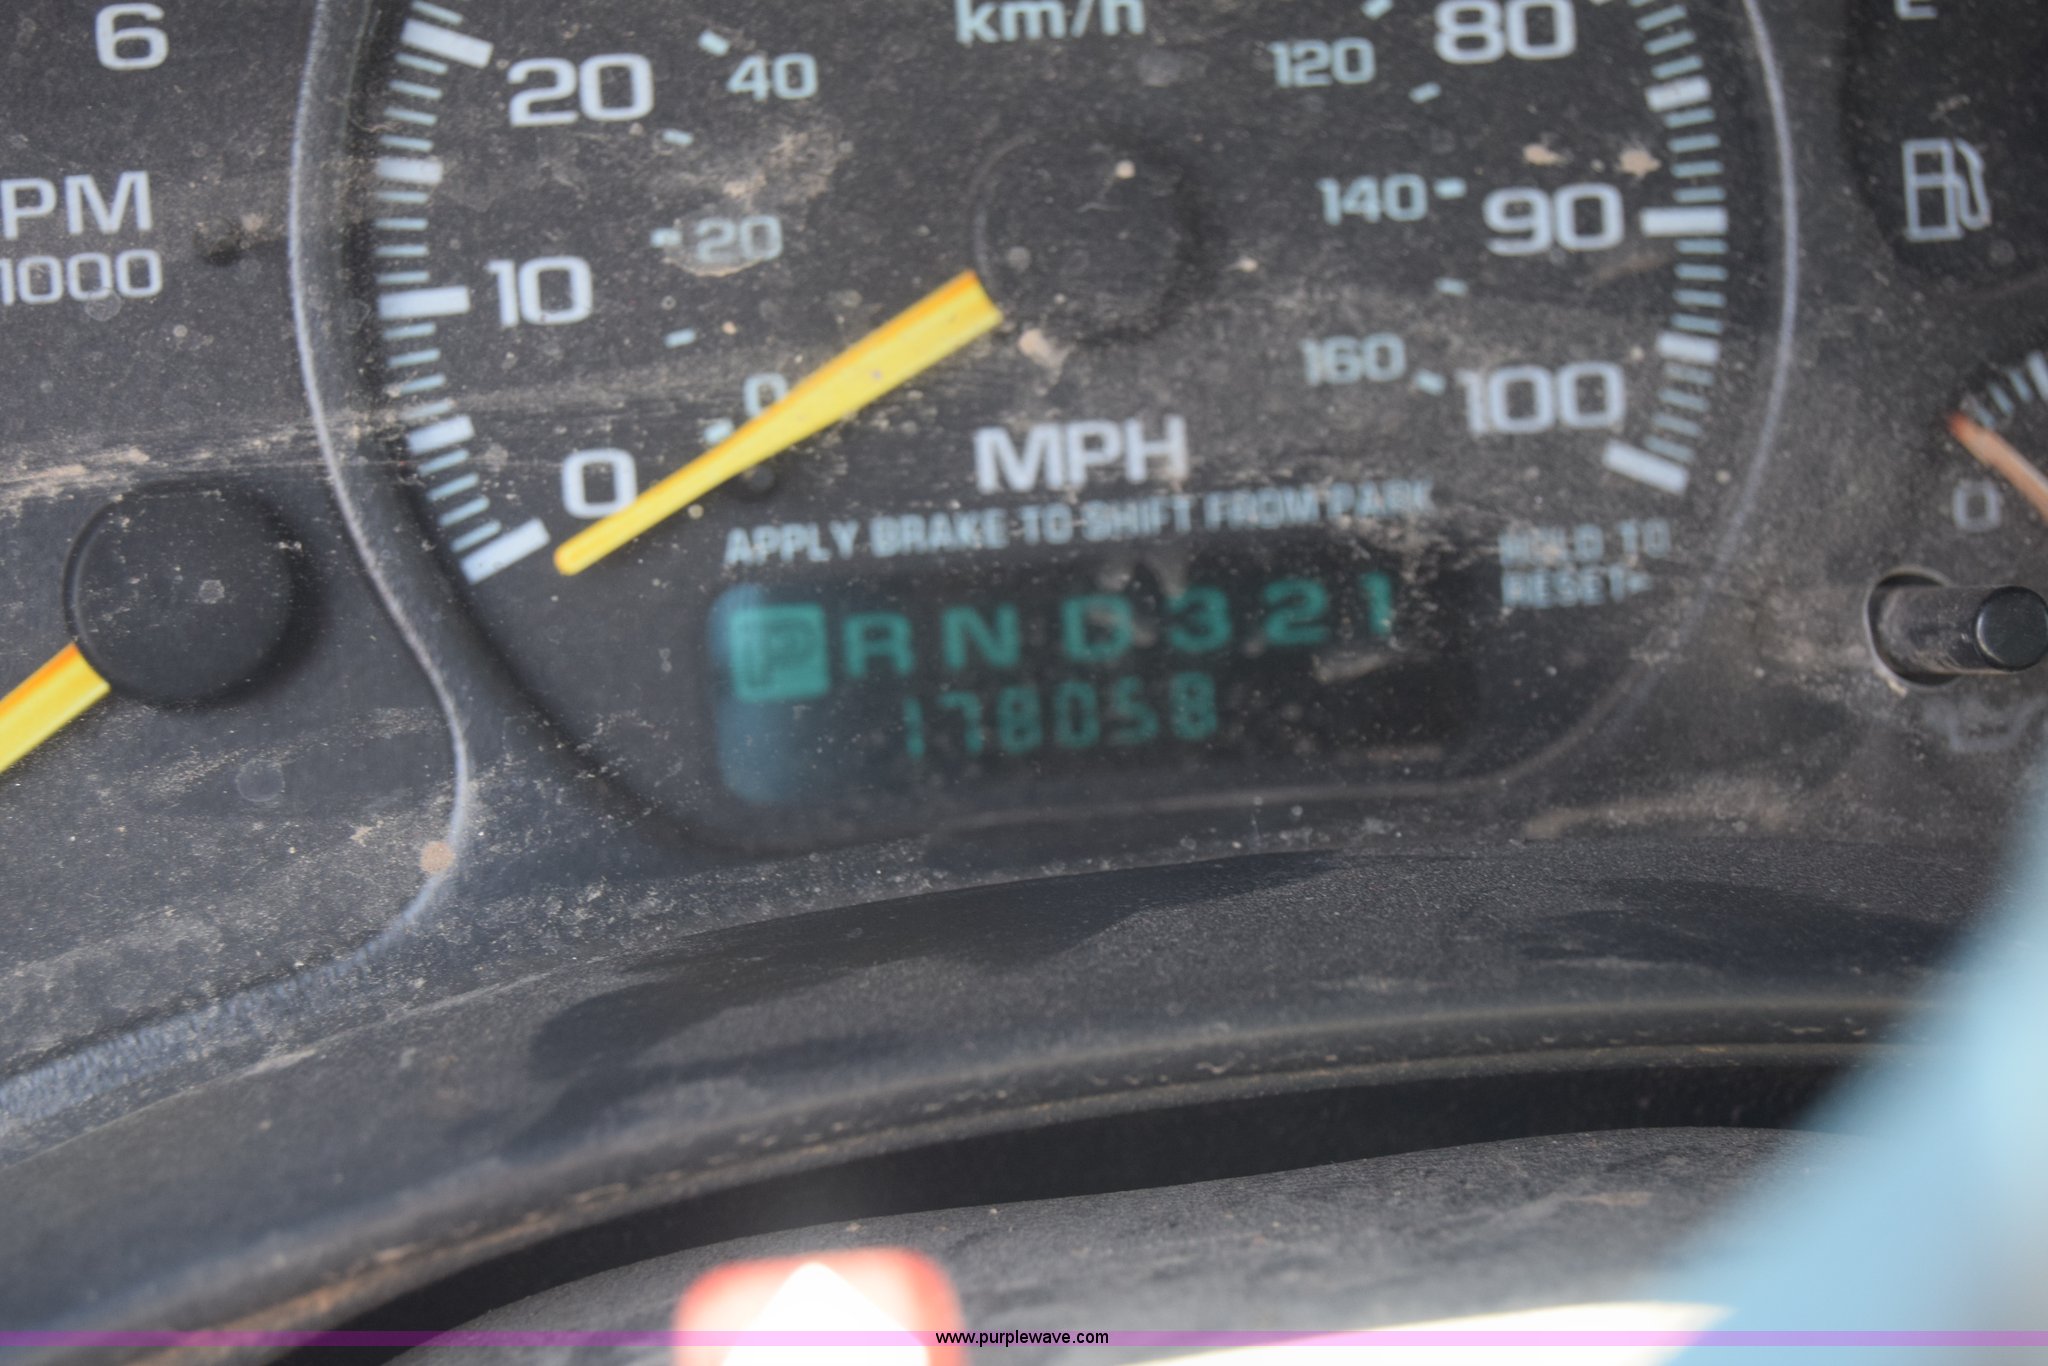 6
PM
1000
km/h
20
40
10
20
0
0
80
120
140
90
160
100
MPH
APPLY BRAKE TO SHIFT FROM PARK
HOLD TO
RESET
P R N D 3 2 1
178058
0
www.purplewave.com